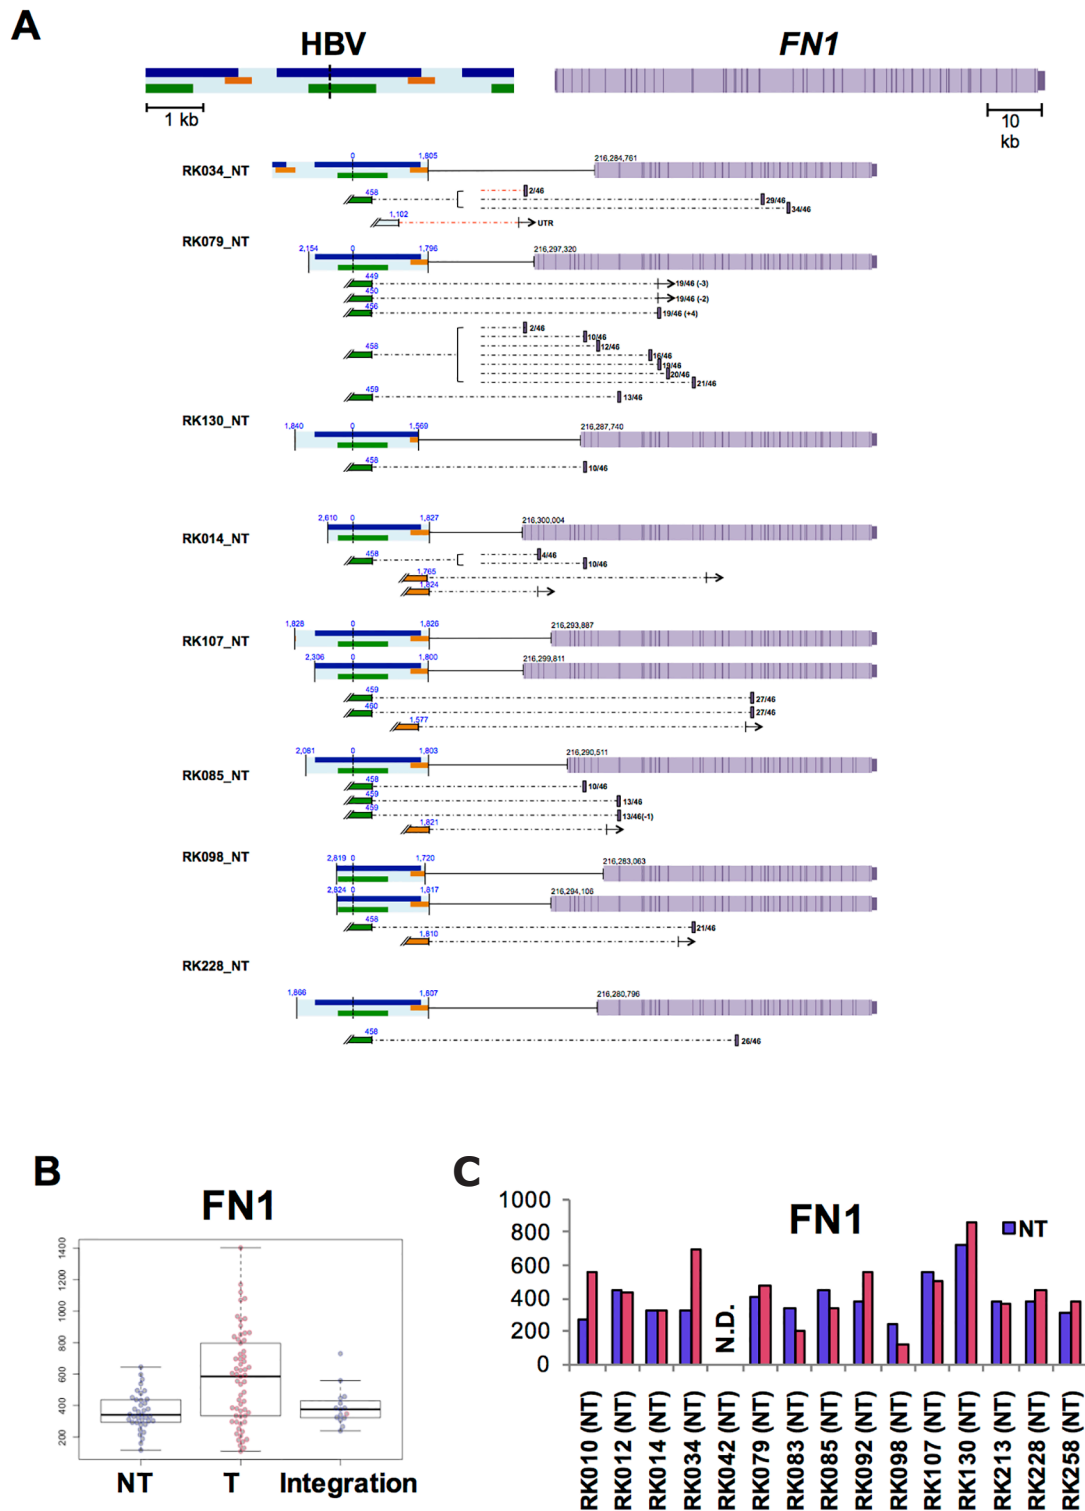 A
HBV
FN1
1 kb
10 kb
RK034_NT
0
1,805
216,284,761
458
2/46
29/46
34/46
1,102
UTR
RK079_NT
2,154
0
1,796
216,297,320
449
19/46 (-3)
450
19/46 (-2)
456
19/46 (+4)
2/46
10/46
12/46
458
16/46
19/46
20/46
21/46
459
13/46
RK130_NT
1,840
0
1,569
216,287,740
458
10/46
RK014_NT
2,610
0
1,827
216,300,004
458
4/46
10/46
1,765
1,824
RK107_NT
1,828
0
1,826
216,293,887
2,306
0
1,800
216,299,811
459
27/46
460
27/46
1,577
RK085_NT
2,081
0
1,803
216,290,511
458
10/46
459
13/46
459
13/46(-1)
1,821
RK098_NT
2,819
0
1,720
216,283,063
2,824
0
1,817
216,294,106
458
21/46
1,810
RK228_NT
1,866
0
1,807
216,280,796
458
26/46
B
FN1
1400
1200
1000
800
600
400
200
NT
T
Integration
C
FN1
NT
1000
800
600
400
200
0
N.D.
RK010 (NT)
RK012 (NT)
RK014 (NT)
RK034 (NT)
RK042 (NT)
RK079 (NT)
RK083 (NT)
RK085 (NT)
RK092 (NT)
RK098 (NT)
RK107 (NT)
RK130 (NT)
RK213 (NT)
RK228 (NT)
RK258 (NT)